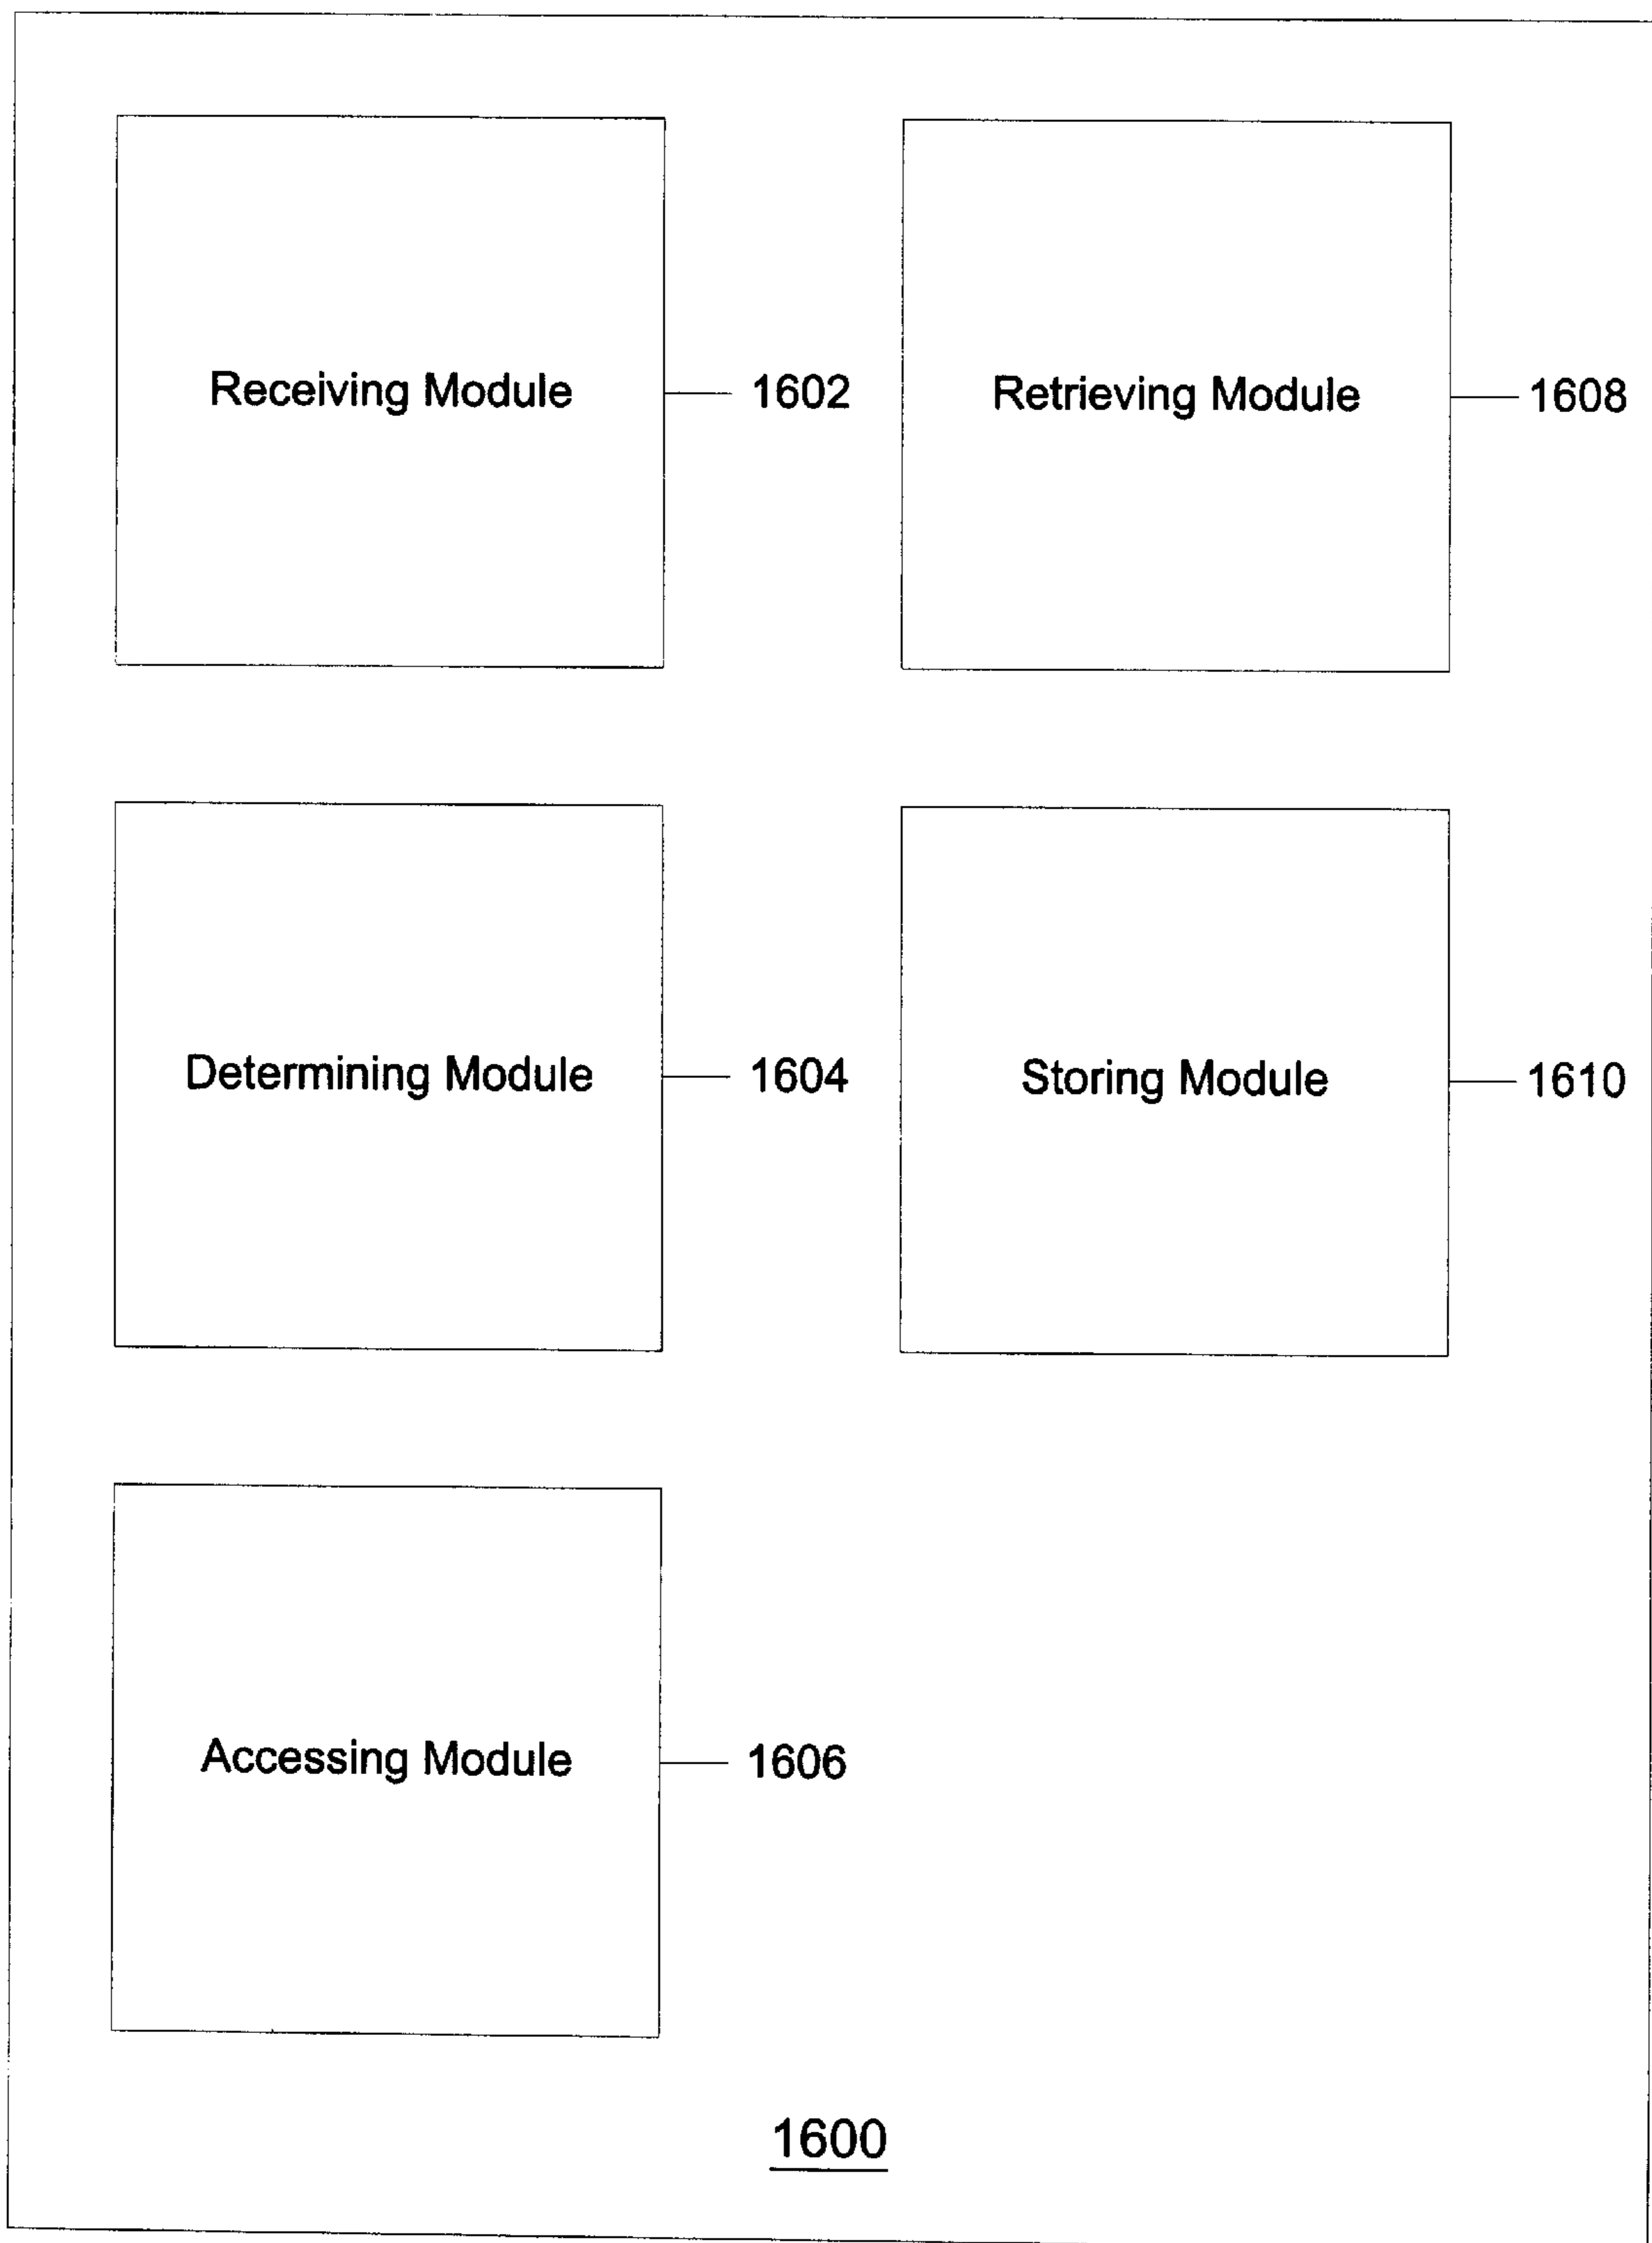 Receiving Module
1602
Retrieving Module
1608
Determining Module
1604
Storing Module
1610
Accessing Module
1606
1600